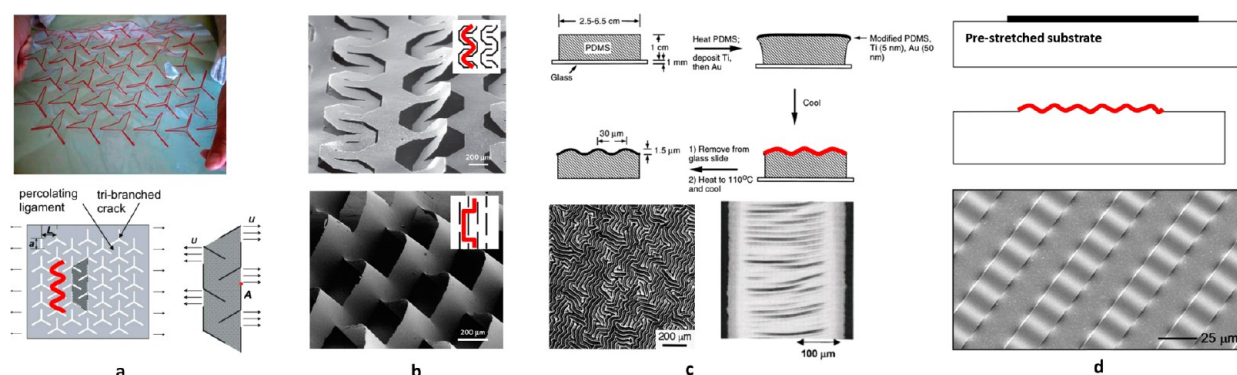 percolating
ligament
tri-branched
crack
u
L
a
u
A
a
200 µm
200 µm
b
2.5-6.5 cm
PDMS
1 cm
1 mm
Glass
Heat PDMS;
deposit Ti,
then Au
Modified PDMS,
Ti (5 nm), Au (50
nm)
Cool
30 µm
1.5 µm
1) Remove from
glass slide
2) Heat to 110°C
and cool
200 µm
100 µm
c
Pre-stretched substrate
25 µm
d